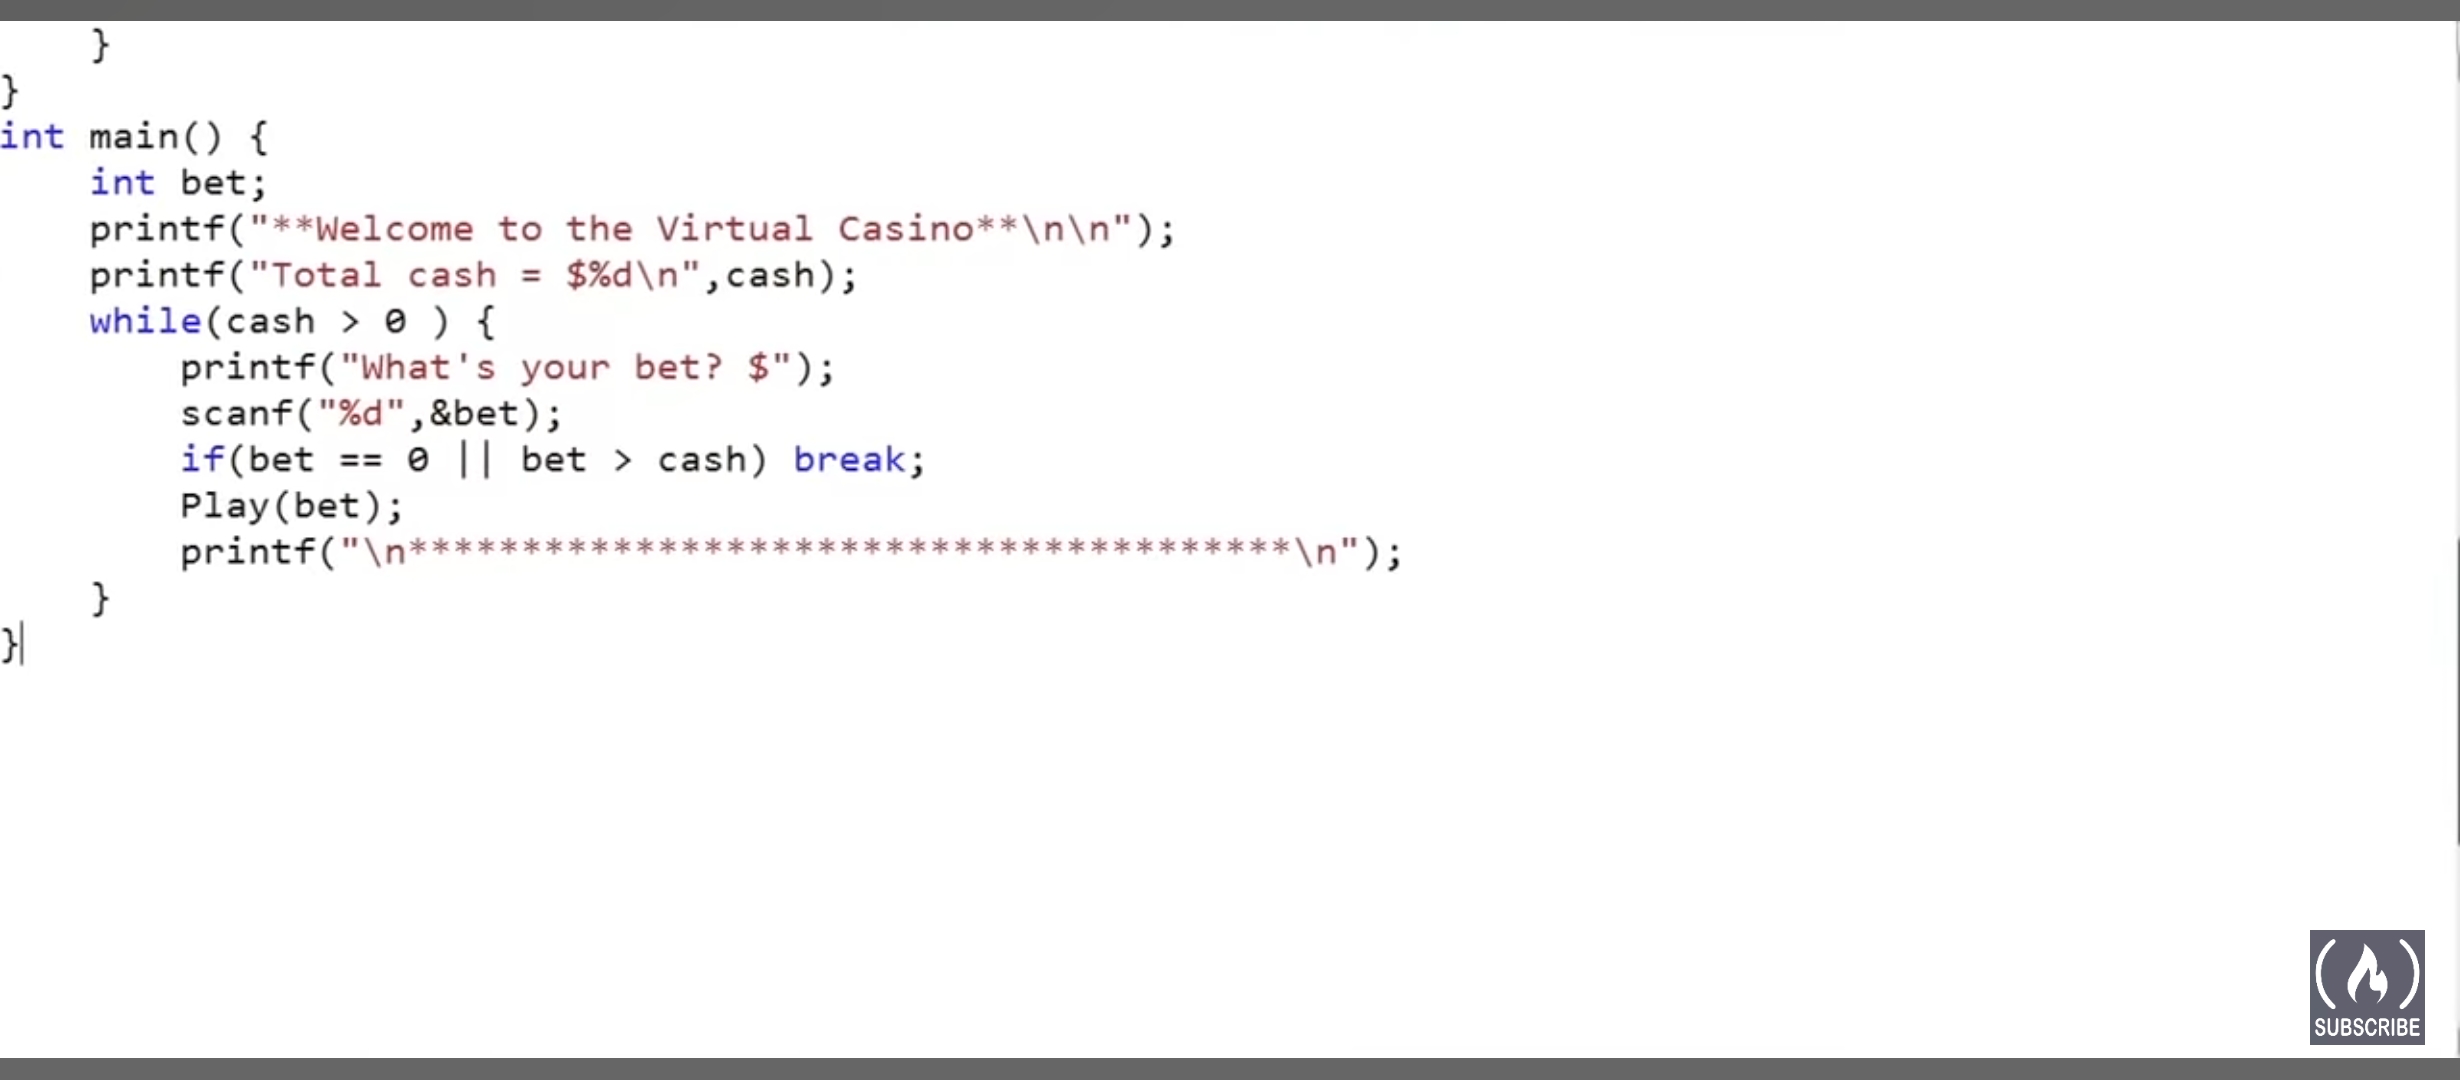 }
}
int main() {
    int bet;
    printf("**Welcome to the Virtual Casino**\n\n");
    printf("Total cash = $%d\n",cash);
    while(cash > 0 ) {
        printf("What's your bet? $");
        scanf("%d",&bet);
        if(bet == 0 || bet > cash) break;
        Play(bet);
        printf("\n***************************************\n");
    }
}
SUBSCRIBE